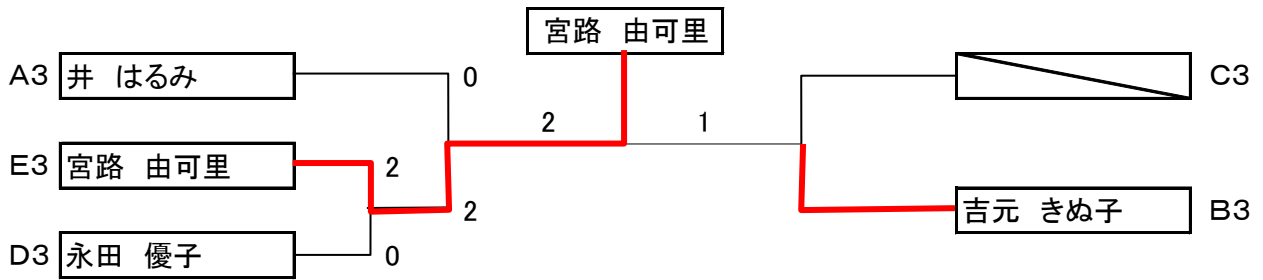 宮路　由可里
A3 井　はるみ 0 C3
2 1
E3 宮路　由可里 2
2 吉元　きぬ子 B3
D3 永田　優子 0